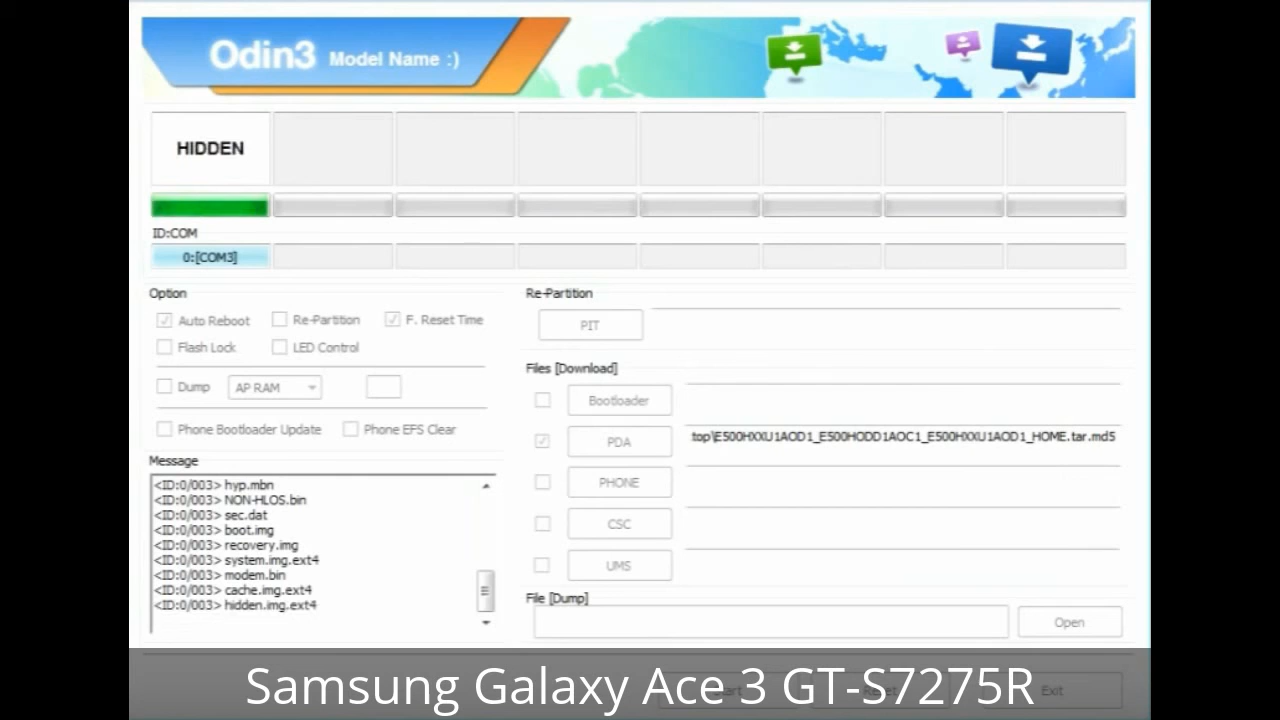 Odin3 Model Name :)
HIDDEN
ID:COM
0:[COM3]
Option
Auto Reboot
Re-Partition
F. Reset Time
Flash Lock
LED Control
Dump
AP RAM
Phone Bootloader Update
Phone EFS Clear
Message
<ID:0/003> hyp.mbn
<ID:0/003> NON-HLOS.bin
<ID:0/003> sec.dat
<ID:0/003> boot.img
<ID:0/003> recovery.img
<ID:0/003> system.img.ext4
<ID:0/003> modem.bin
<ID:0/003> cache.img.ext4
<ID:0/003> hidden.img.ext4
Re-Partition
PIT
Files [Download]
Bootloader
PDA
top\E500HXXU1AOD1_E500HODD1AOC1_E500HXXU1AOD1_HOME.tar.md5
PHONE
CSC
UMS
File [Dump]
Open
Start
Reset
Exit
Samsung Galaxy Ace 3 GT-S7275R